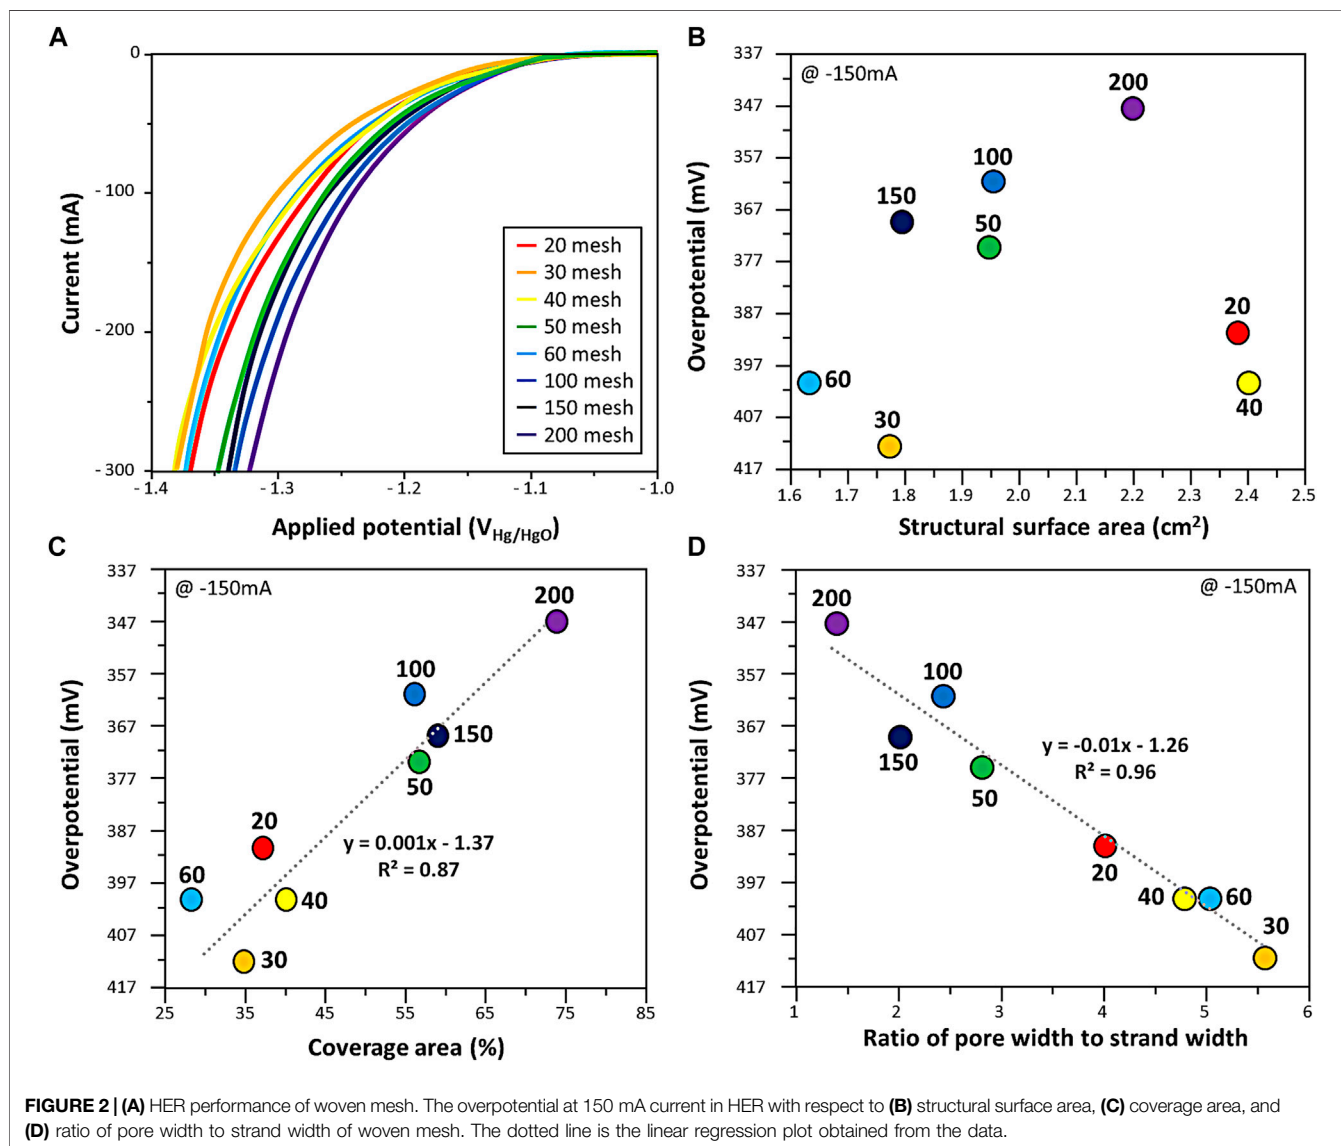 A
0
- 100
- 200
- 300
Current (mA)
20 mesh
30 mesh
40 mesh
50 mesh
60 mesh
100 mesh
150 mesh
200 mesh
- 1.4
- 1.3
- 1.2
- 1.1
- 1.0
Applied potential (VHg/HgO)
B
@ -150mA
337
347
357
367
377
387
397
407
417
Overpotential (mV)
200
100
150
50
20
60
40
30
1.6 1.7 1.8 1.9 2.0 2.1 2.2 2.3 2.4 2.5
Structural surface area (cm2)
C
@ -150mA
337
347
357
367
377
387
397
407
417
Overpotential (mV)
200
100
150
50
20
y = 0.001x - 1.37
R² = 0.87
60
40
30
25 35 45 55 65 75 85
Coverage area (%)
D
@ -150mA
337
347
357
367
377
387
397
407
417
Overpotential (mV)
200
100
150
y = -0.01x - 1.26
R² = 0.96
50
20
40
60
30
1 2 3 4 5 6
Ratio of pore width to strand width
FIGURE 2 | (A) HER performance of woven mesh. The overpotential at 150 mA current in HER with respect to (B) structural surface area, (C) coverage area, and
(D) ratio of pore width to strand width of woven mesh. The dotted line is the linear regression plot obtained from the data.